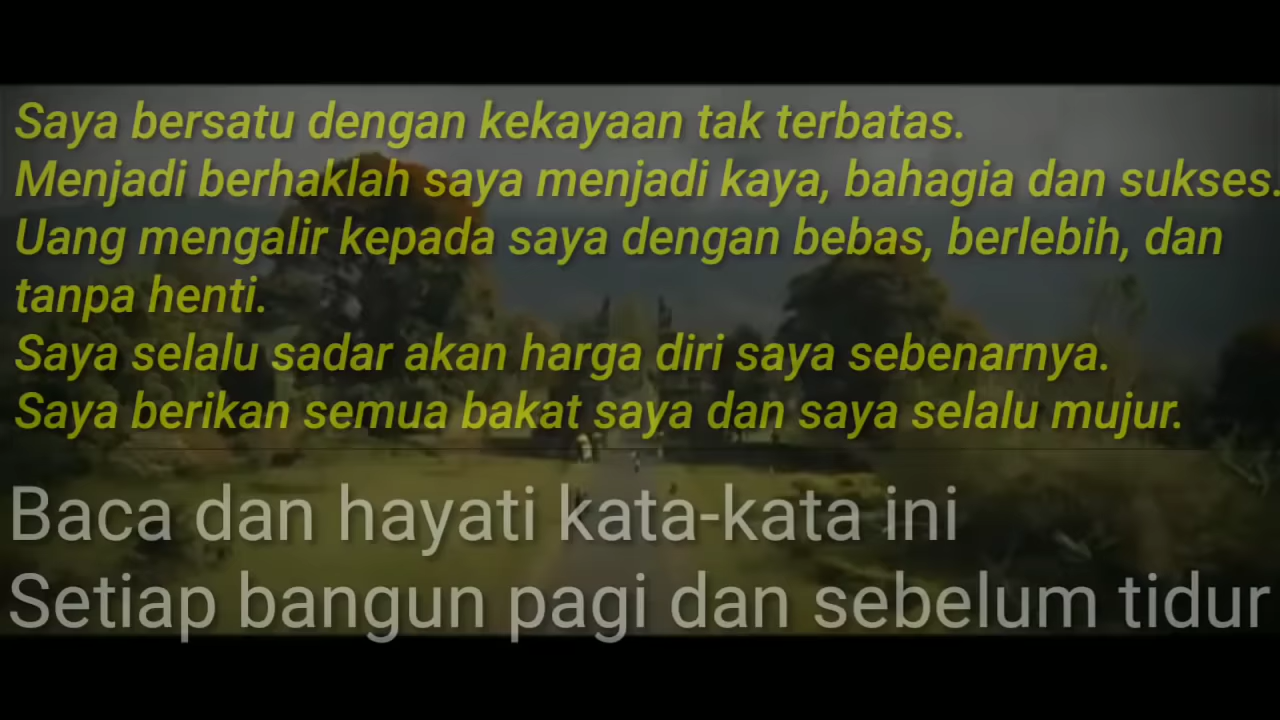 Saya bersatu dengan kekayaan tak terbatas.
Menjadi berhaklah saya menjadi kaya, bahagia dan sukses.
Uang mengalir kepada saya dengan bebas, berlebih, dan
tanpa henti.
Saya selalu sadar akan harga diri saya sebenarnya.
Saya berikan semua bakat saya dan saya selalu mujur.
Baca dan hayati kata-kata ini
Setiap bangun pagi dan sebelum tidur